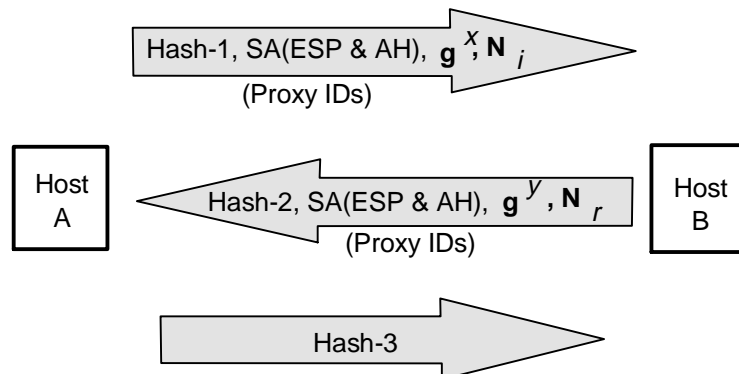 Hash-1, SA(ESP & AH), g^x, N_i
(Proxy IDs)
Host
A
Hash-2, SA(ESP & AH), g^y, N_r
(Proxy IDs)
Host
B
Hash-3